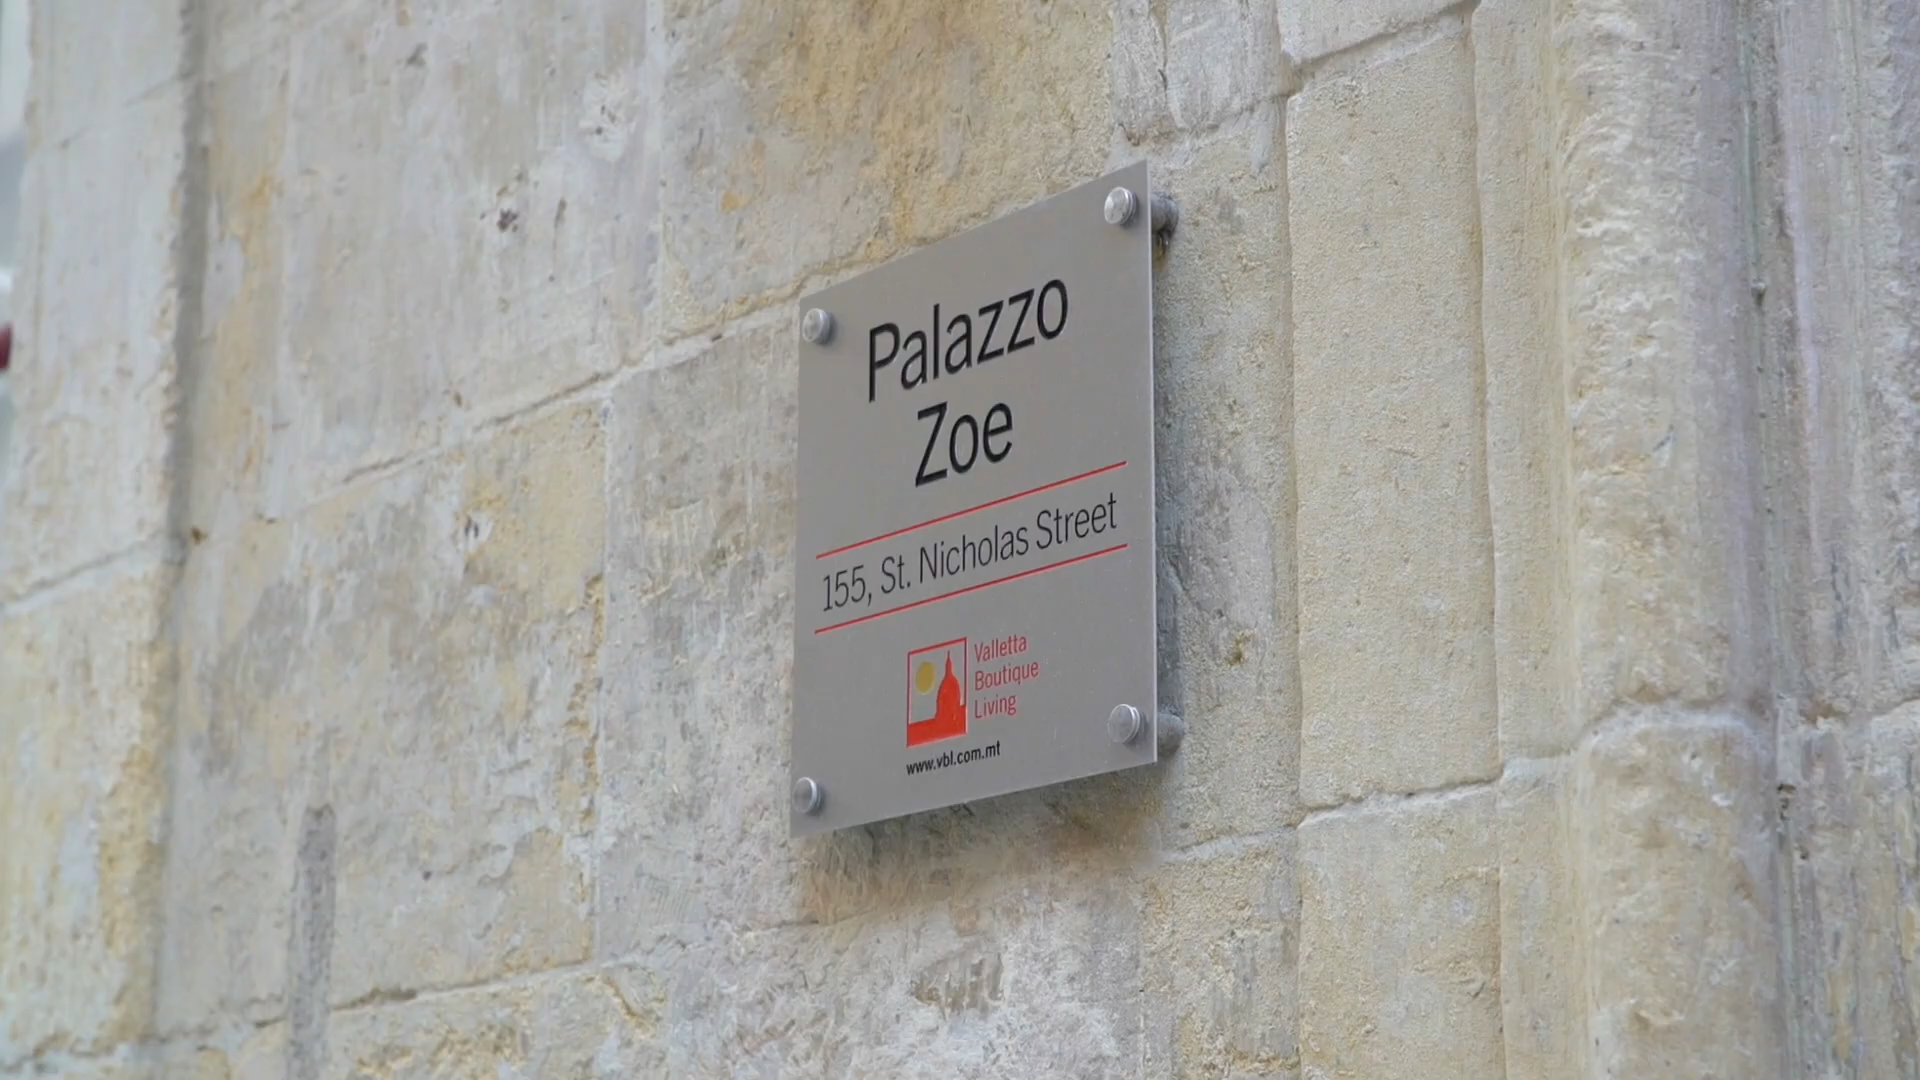 Palazzo
Zoe
155, St. Nicholas Street
Valletta
Boutique
Living
www.vbl.com.mt